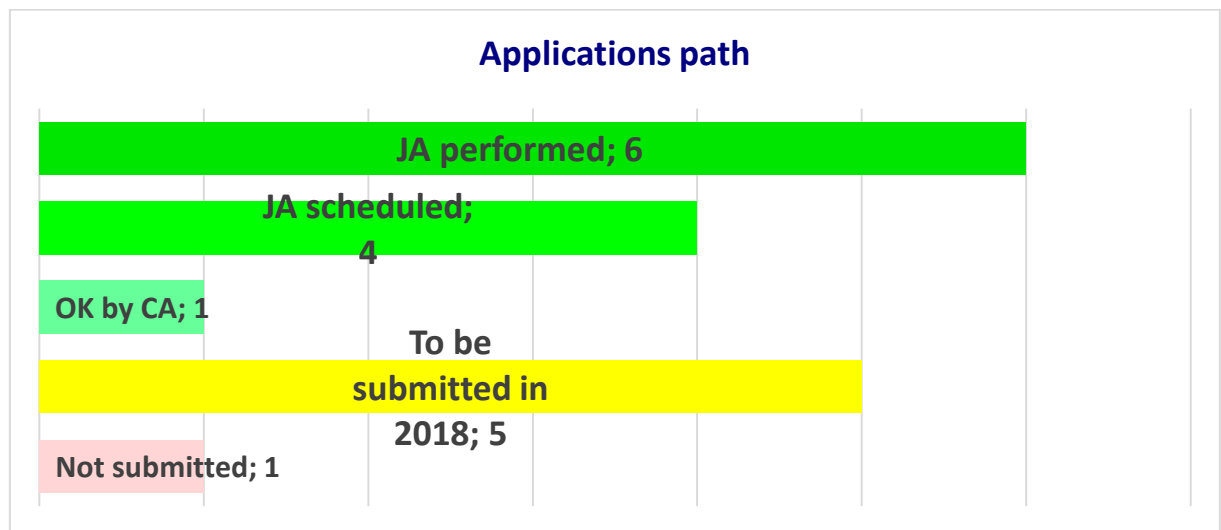 Applications path
JA performed; 6
JA scheduled;
4
OK by CA; 1
To be
submitted in
2018; 5
Not submitted; 1